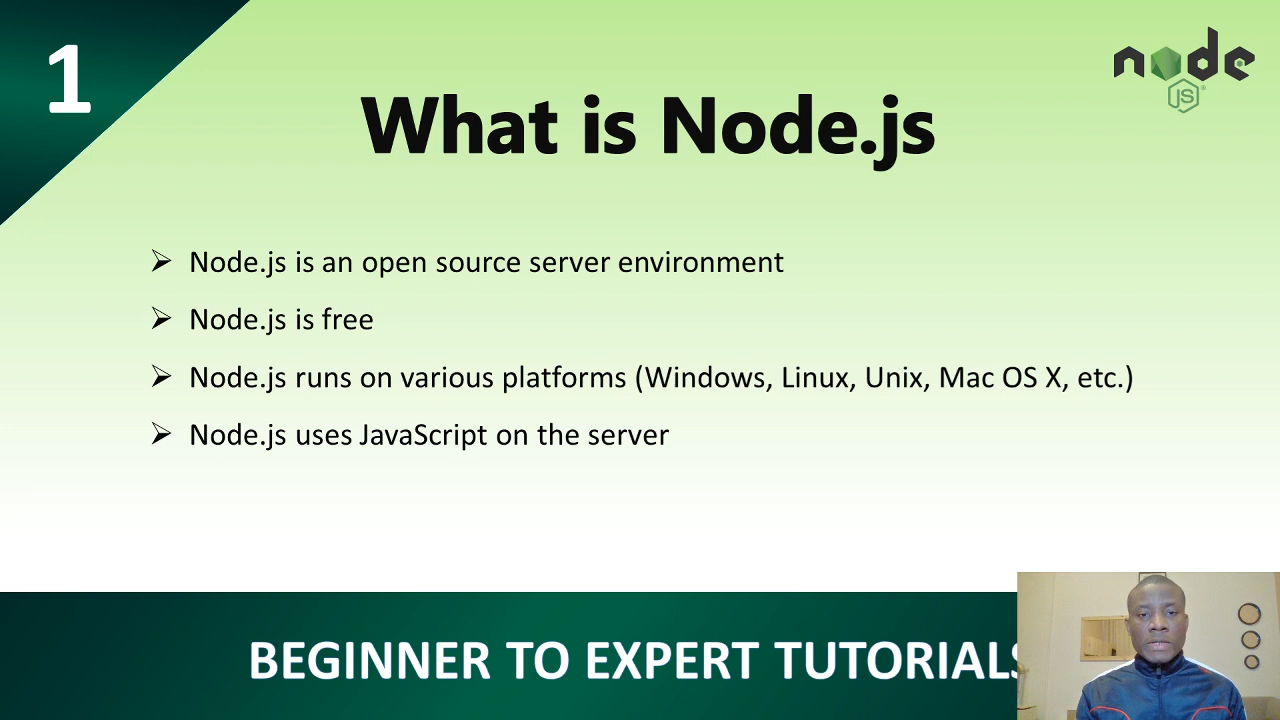 1
node
JS
What is Node.js
➢ Node.js is an open source server environment
➢ Node.js is free
➢ Node.js runs on various platforms (Windows, Linux, Unix, Mac OS X, etc.)
➢ Node.js uses JavaScript on the server
BEGINNER TO EXPERT TUTORIALS